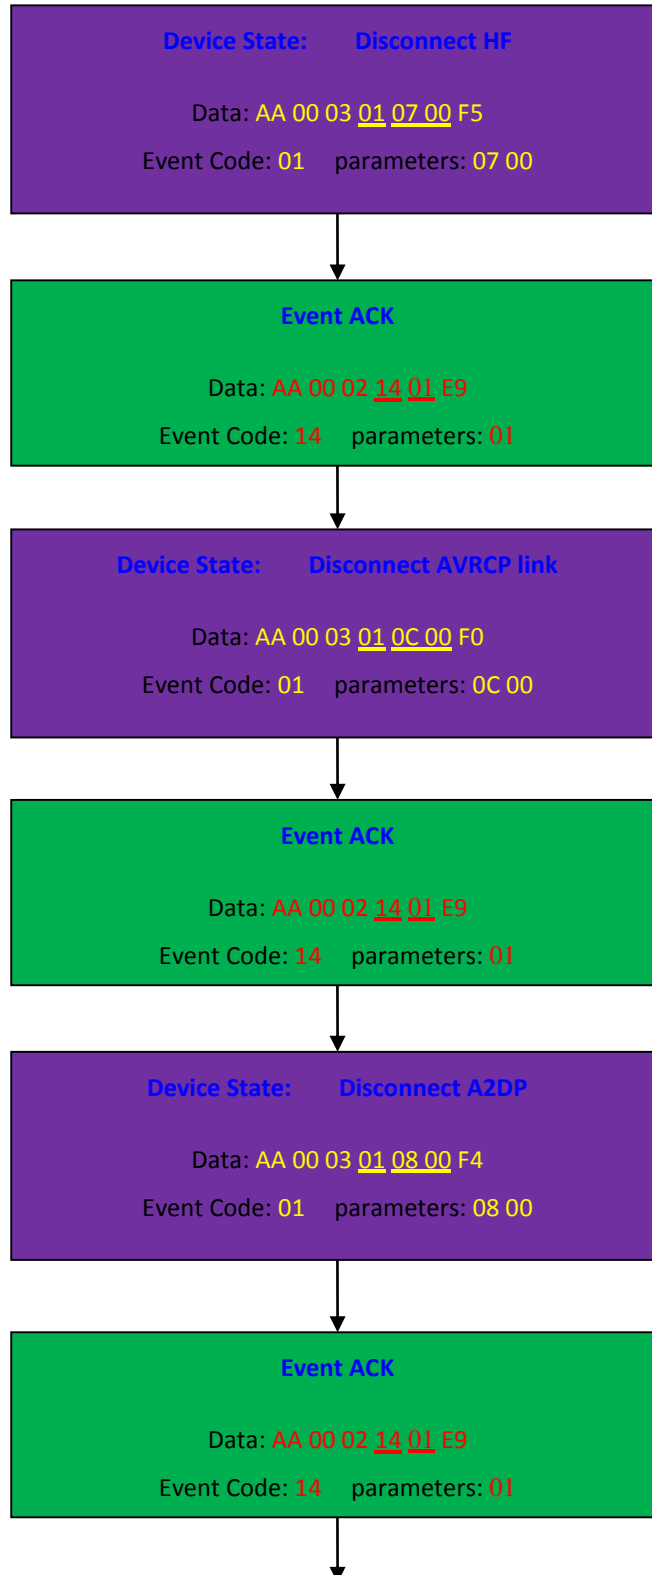 Device State: Disconnect HF
Data: AA 00 03 01 07 00 F5
Event Code: 01 parameters: 07 00
Event ACK
Data: AA 00 02 14 01 E9
Event Code: 14 parameters: 01
Device State: Disconnect AVRCP link
Data: AA 00 03 01 0C 00 F0
Event Code: 01 parameters: 0C 00
Event ACK
Data: AA 00 02 14 01 E9
Event Code: 14 parameters: 01
Device State: Disconnect A2DP
Data: AA 00 03 01 08 00 F4
Event Code: 01 parameters: 08 00
Event ACK
Data: AA 00 02 14 01 E9
Event Code: 14 parameters: 01